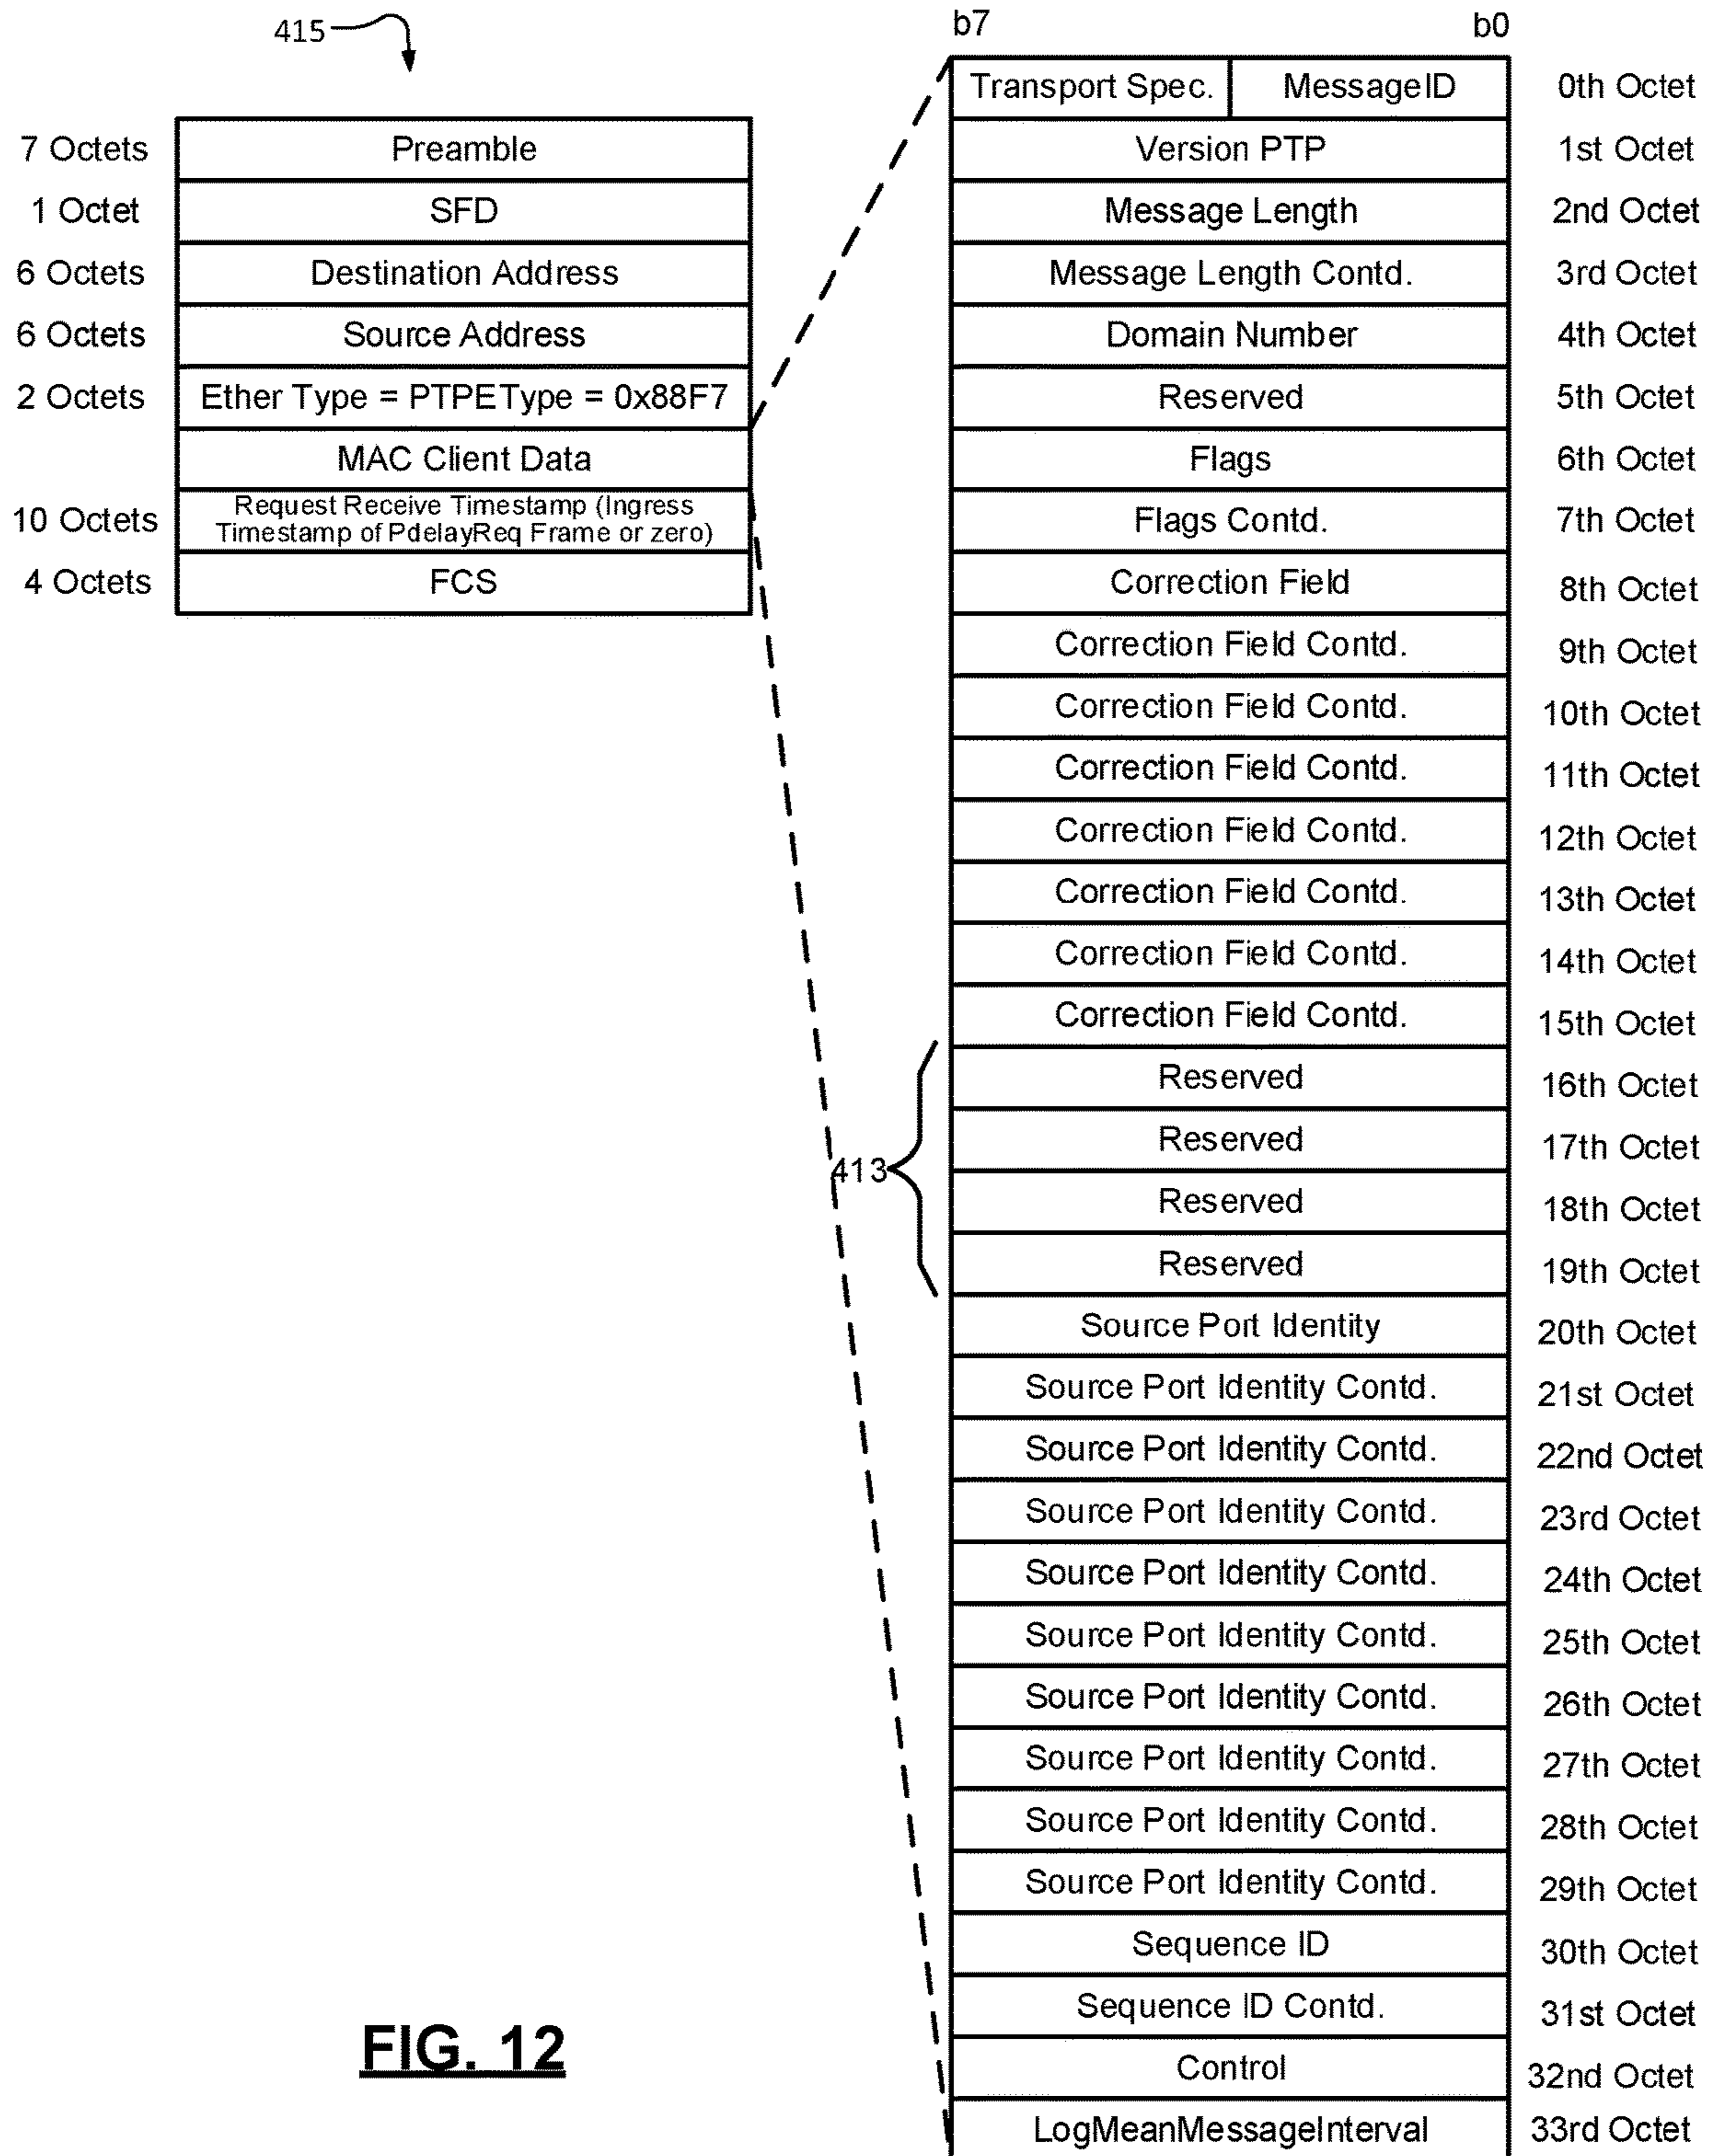 415
7 Octets Preamble
1 Octet SFD
6 Octets Destination Address
6 Octets Source Address
2 Octets Ether Type = PTPEType = 0x88F7
MAC Client Data
10 Octets Request Receive Timestamp (Ingress
Timestamp of PdelayReq Frame or zero)
4 Octets FCS
b7 b0
Transport Spec. MessageID 0th Octet
Version PTP 1st Octet
Message Length 2nd Octet
Message Length Contd. 3rd Octet
Domain Number 4th Octet
Reserved 5th Octet
Flags 6th Octet
Flags Contd. 7th Octet
Correction Field 8th Octet
Correction Field Contd. 9th Octet
Correction Field Contd. 10th Octet
Correction Field Contd. 11th Octet
Correction Field Contd. 12th Octet
Correction Field Contd. 13th Octet
Correction Field Contd. 14th Octet
Correction Field Contd. 15th Octet
Reserved 16th Octet
Reserved 17th Octet
413
Reserved 18th Octet
Reserved 19th Octet
Source Port Identity 20th Octet
Source Port Identity Contd. 21st Octet
Source Port Identity Contd. 22nd Octet
Source Port Identity Contd. 23rd Octet
Source Port Identity Contd. 24th Octet
Source Port Identity Contd. 25th Octet
Source Port Identity Contd. 26th Octet
Source Port Identity Contd. 27th Octet
Source Port Identity Contd. 28th Octet
Source Port Identity Contd. 29th Octet
Sequence ID 30th Octet
Sequence ID Contd. 31st Octet
Control 32nd Octet
LogMeanMessageInterval 33rd Octet
FIG. 12